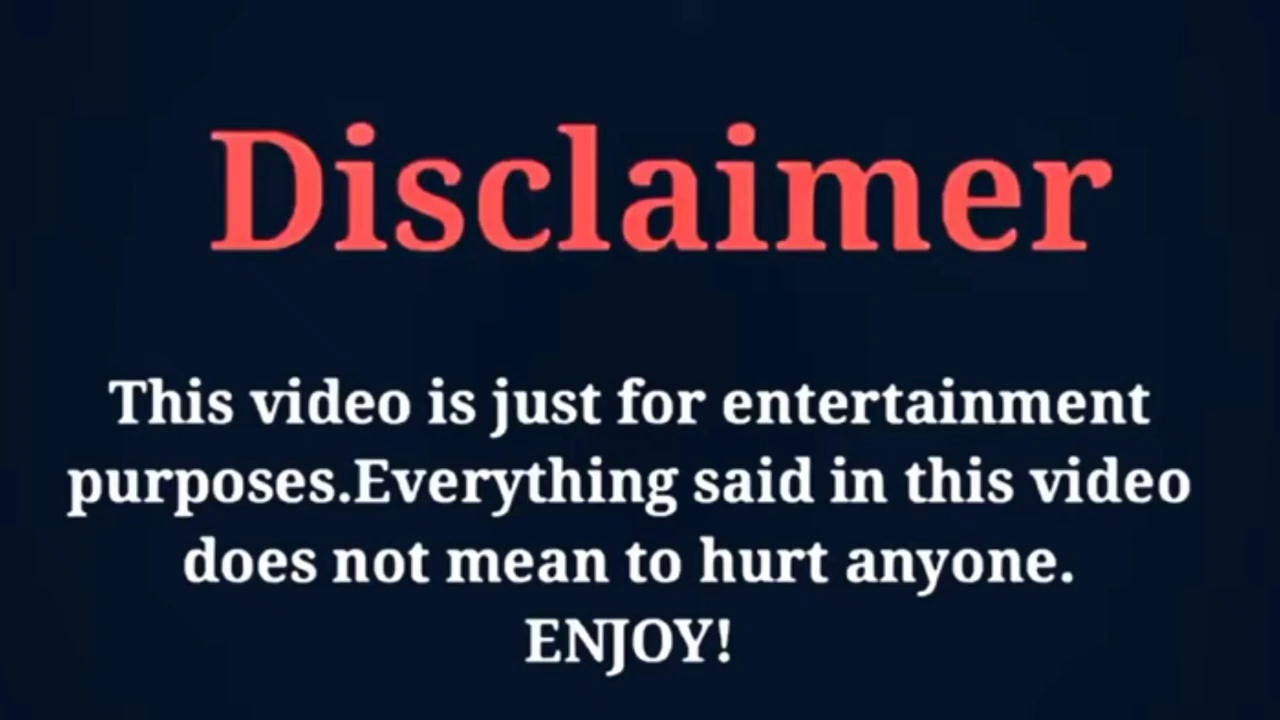 Disclaimer
This video is just for entertainment
purposes.Everything said in this video
does not mean to hurt anyone.
ENJOY!